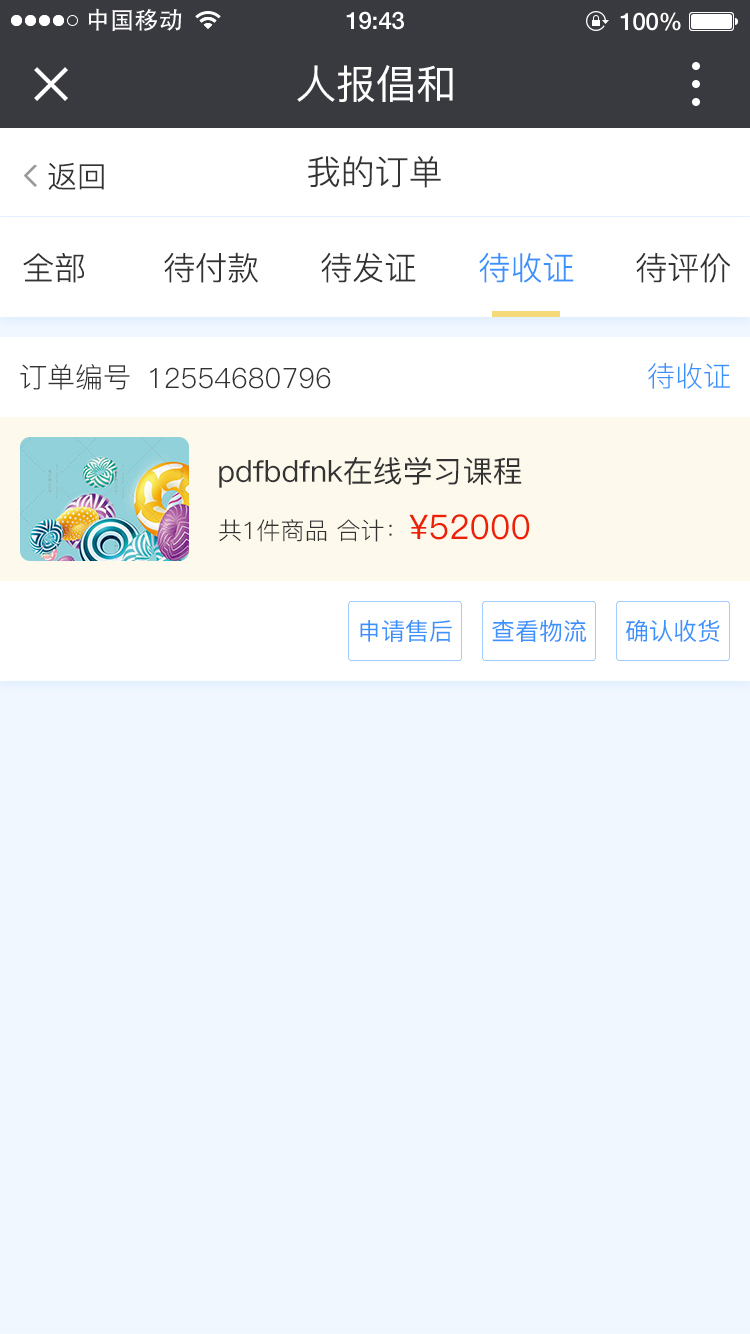 中国移动 19:43 100%
人报倡和
返回 我的订单
全部 待付款 待发证 待收证 待评价
订单编号 12554680796 待收证
pdfbdfnk在线学习课程
共1件商品 合计: ¥52000
申请售后 查看物流 确认收货